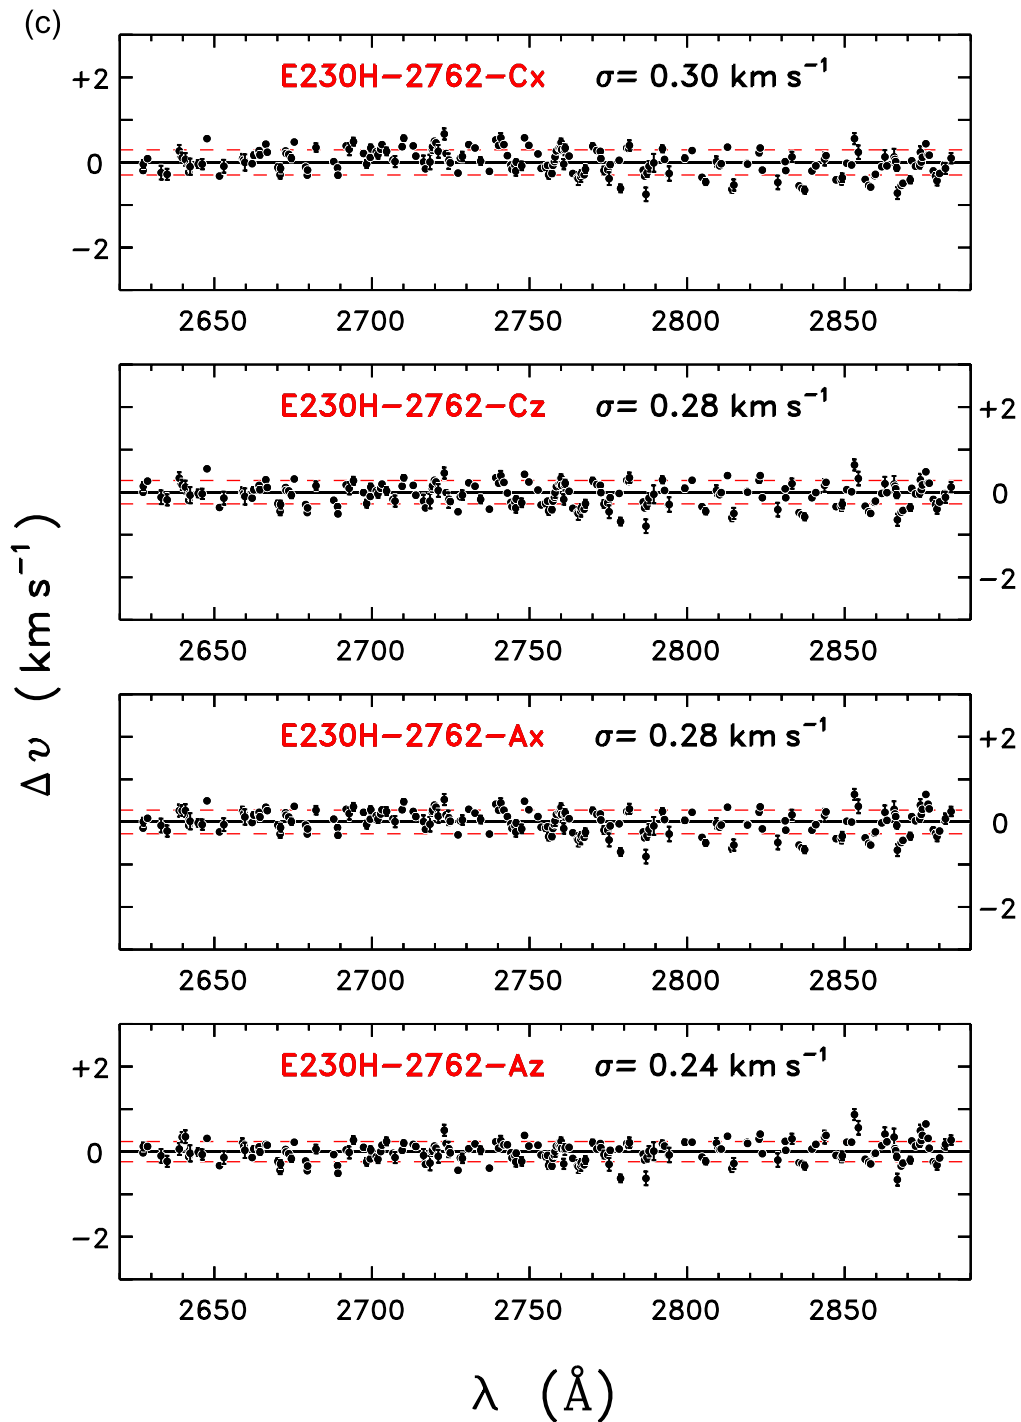 (c)
E230H−2762−Cx σ= 0.30 km s⁻¹
+2
0
−2
2650 2700 2750 2800 2850
E230H−2762−Cz σ= 0.28 km s⁻¹
+2
0
−2
2650 2700 2750 2800 2850
Δv (km s⁻¹)
E230H−2762−Ax σ= 0.28 km s⁻¹
+2
0
−2
2650 2700 2750 2800 2850
E230H−2762−Az σ= 0.24 km s⁻¹
+2
0
−2
2650 2700 2750 2800 2850
λ (Å)